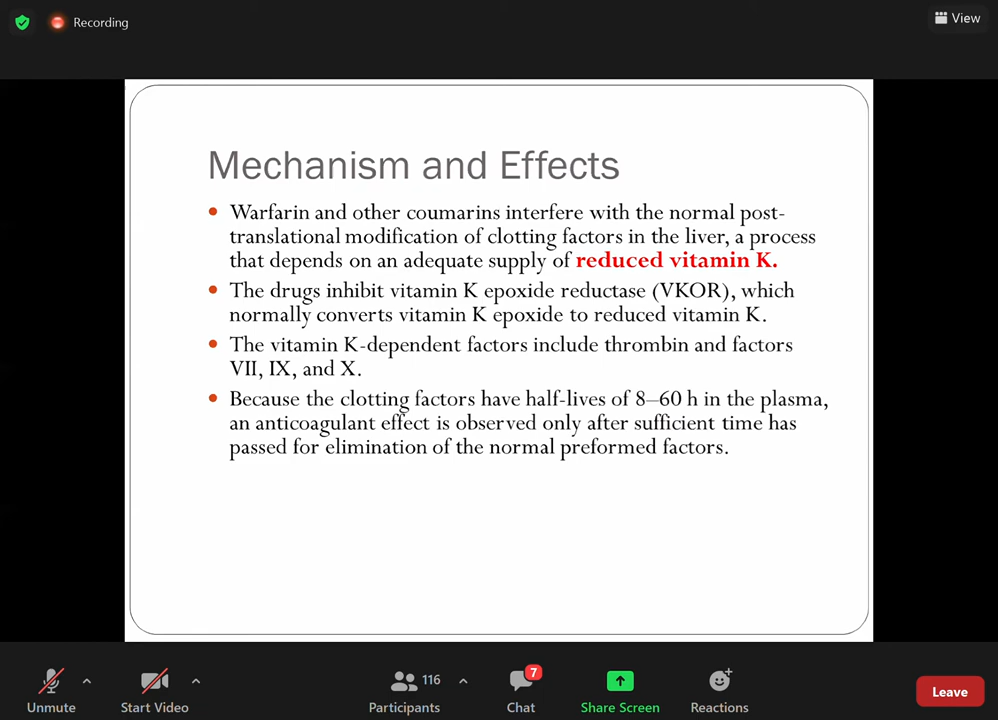 Recording
View
Mechanism and Effects
• Warfarin and other coumarins interfere with the normal post-
translational modification of clotting factors in the liver, a process
that depends on an adequate supply of reduced vitamin K.
• The drugs inhibit vitamin K epoxide reductase (VKOR), which
normally converts vitamin K epoxide to reduced vitamin K.
• The vitamin K-dependent factors include thrombin and factors
VII, IX, and X.
• Because the clotting factors have half-lives of 8–60 h in the plasma,
an anticoagulant effect is observed only after sufficient time has
passed for elimination of the normal preformed factors.
116
7
Unmute
Start Video
Participants
Chat
Share Screen
Reactions
Leave